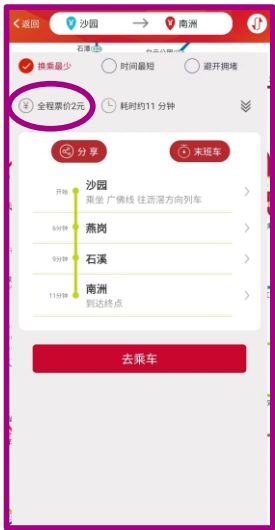 返回 沙园 → 南洲
石潭
换乘最少 时间最短 避开拥堵
¥ 全程票价2元 耗时约11 分钟
分享 末班车
开始 沙园
乘坐 广佛线 往沥滘方向列车
6分钟 燕岗
9分钟 石溪
11分钟 南洲
到达终点
去乘车